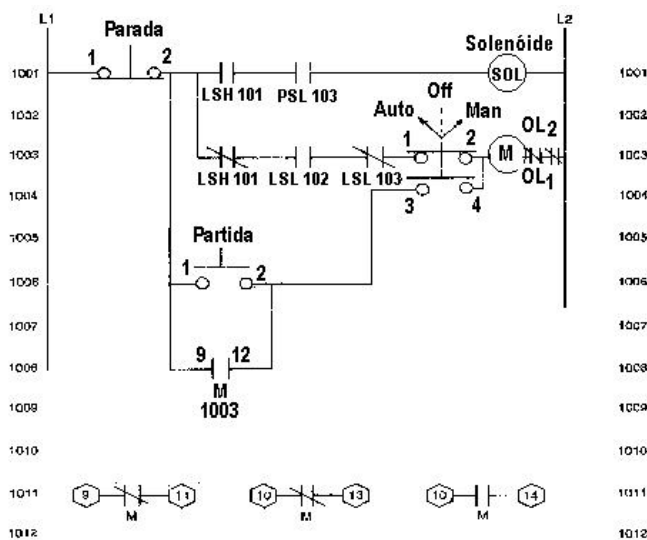 L1 L2
Parada
Solenóide
1 2
1001 SOL 1001
LSH 101 PSL 103
Off
1002 Auto Man 1002
OL2
1 2
1003 M 1003
LSH 101 LSL 102 LSL 103 OL1
1004 1004
3 4
1005 Partida 1005
1 2
1006 1006
1007 1007
9 12
1008 1008
M
1003
1009 1009
1010 1010
1011 9 11 10 13 10 14 1011
M M M
1012 1012